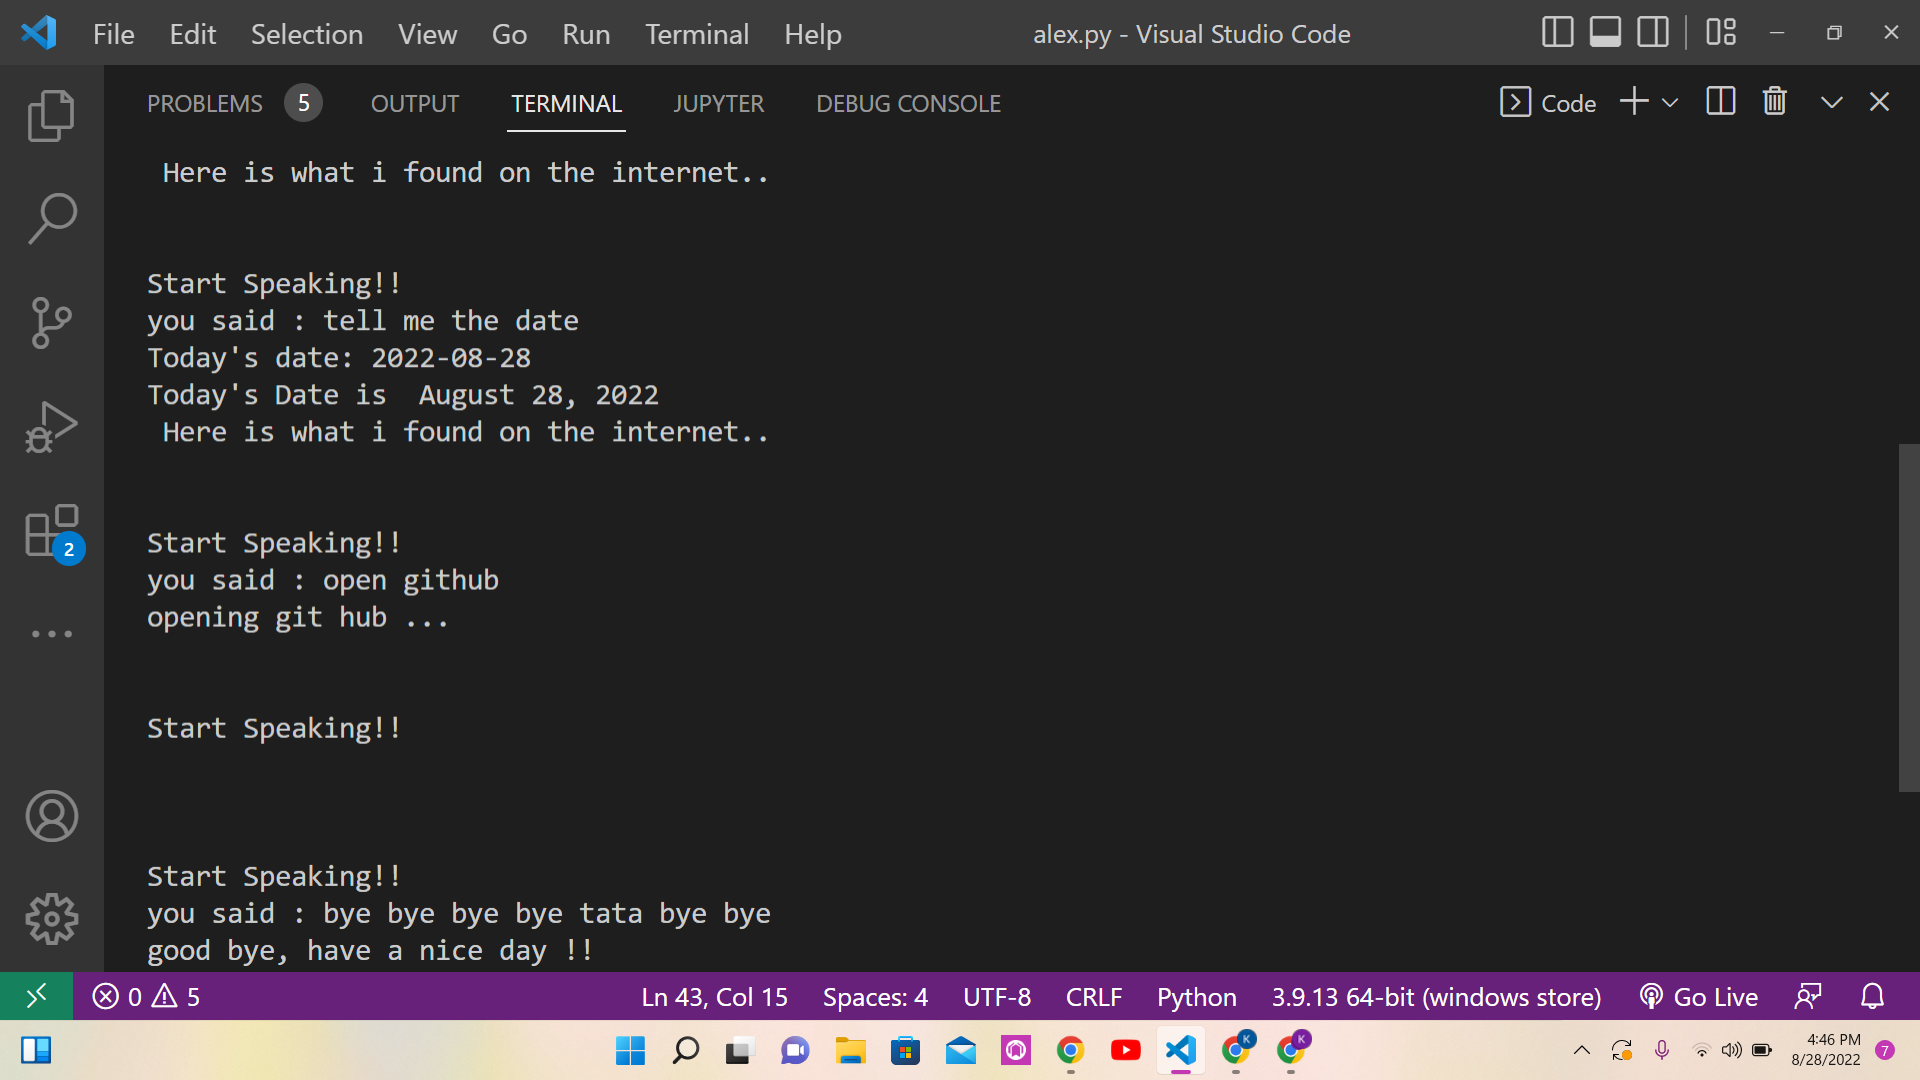 File Edit Selection View Go Run Terminal Help alex.py - Visual Studio Code
PROBLEMS 5 OUTPUT TERMINAL JUPYTER DEBUG CONSOLE Code
Here is what i found on the internet..
Start Speaking!!
you said : tell me the date
Today's date: 2022-08-28
Today's Date is  August 28, 2022
Here is what i found on the internet..
Start Speaking!!
you said : open github
opening git hub ...
2
Start Speaking!!
Start Speaking!!
you said : bye bye bye bye tata bye bye
good bye, have a nice day !!
0 5 Ln 43, Col 15 Spaces: 4 UTF-8 CRLF Python 3.9.13 64-bit (windows store) Go Live
K K 4:46 PM
8/28/2022 7